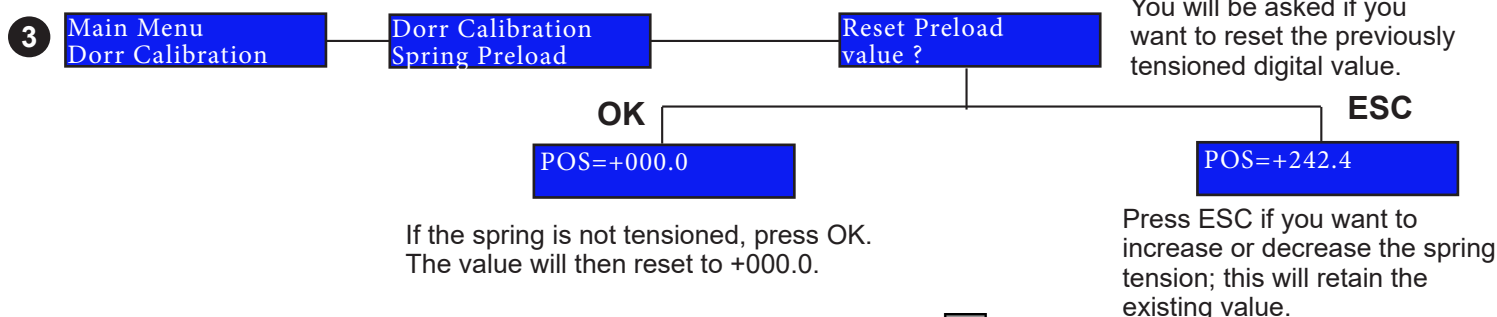 3
Main Menu
Dorr Calibration
Dorr Calibration
Spring Preload
Reset Preload
value ?
You will be asked if you
want to reset the previously
tensioned digital value.
OK
ESC
POS=+000.0
POS=+242.4
If the spring is not tensioned, press OK.
The value will then reset to +000.0.
Press ESC if you want to
increase or decrease the spring
tension; this will retain the
existing value.